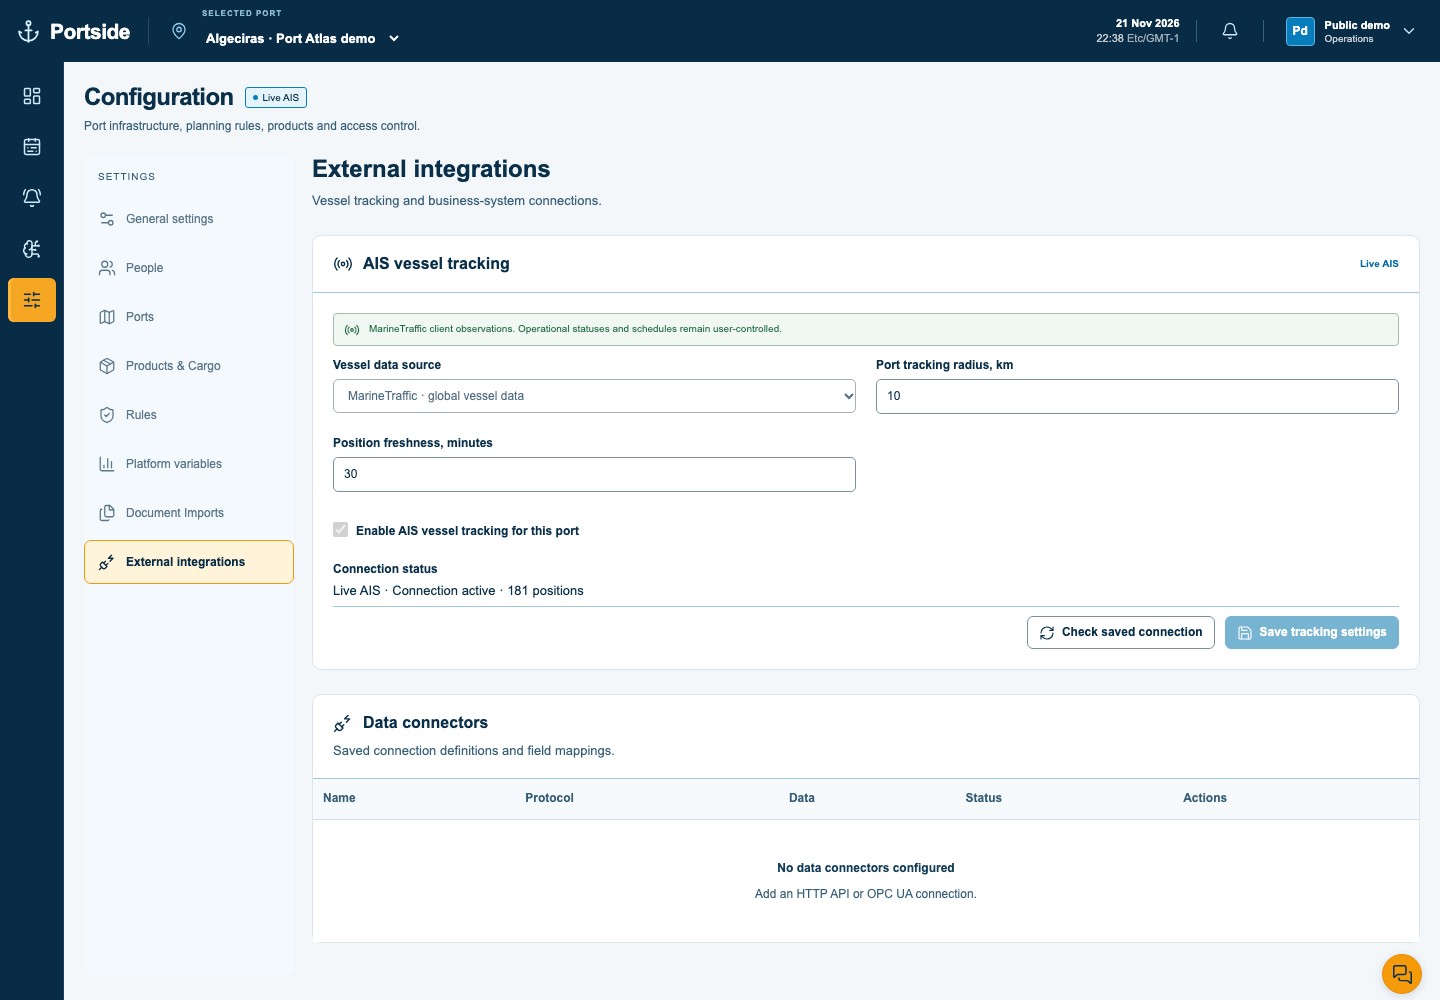 Portside
SELECTED PORT
Algeciras · Port Atlas demo
21 Nov 2026
22:38 Etc/GMT-1
Pd
Public demo
Operations
Configuration
Live AIS
Port infrastructure, planning rules, products and access control.
SETTINGS
General settings
People
Ports
Products & Cargo
Rules
Platform variables
Document Imports
External integrations
External integrations
Vessel tracking and business-system connections.
AIS vessel tracking
Live AIS
MarineTraffic client observations. Operational statuses and schedules remain user-controlled.
Vessel data source
Port tracking radius, km
MarineTraffic · global vessel data
10
Position freshness, minutes
30
Enable AIS vessel tracking for this port
Connection status
Live AIS · Connection active · 181 positions
Check saved connection
Save tracking settings
Data connectors
Saved connection definitions and field mappings.
Name Protocol Data Status Actions
No data connectors configured
Add an HTTP API or OPC UA connection.